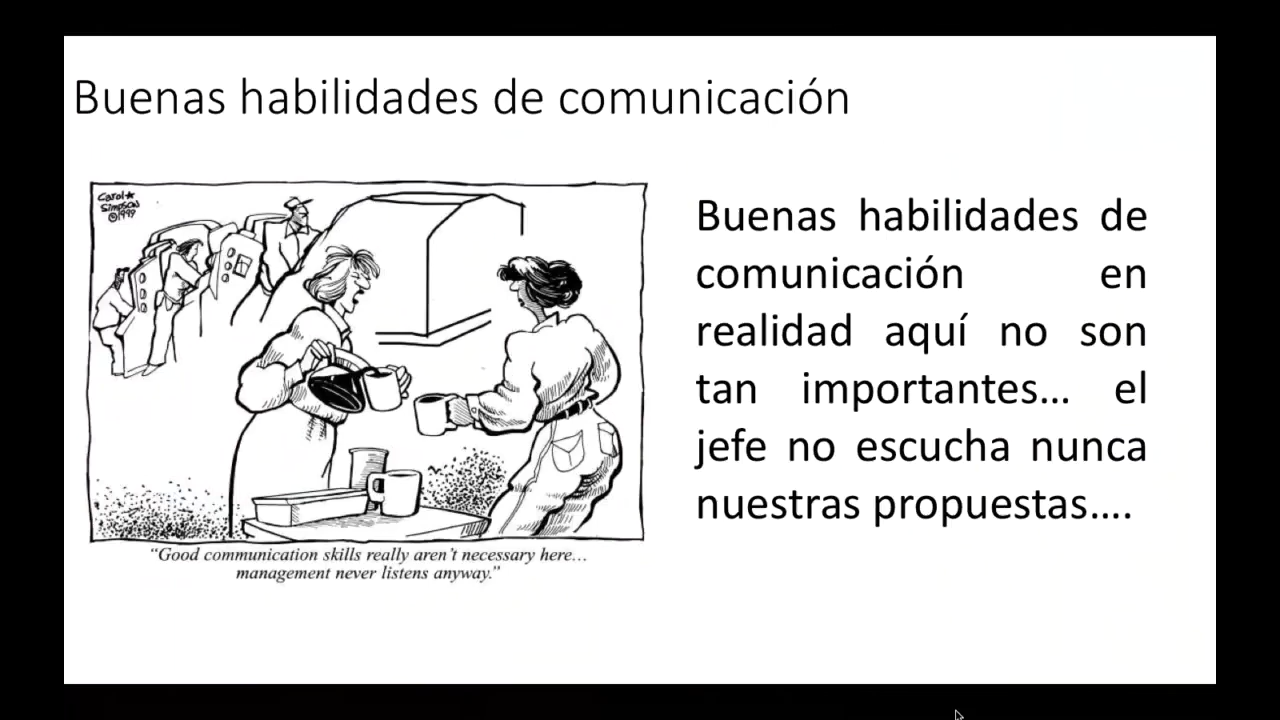 Buenas habilidades de comunicación
Carol★
Simpson
©1999
Buenas habilidades de
comunicación en
realidad aquí no son
tan importantes... el
jefe no escucha nunca
nuestras propuestas....
“Good communication skills really aren’t necessary here...
management never listens anyway.”